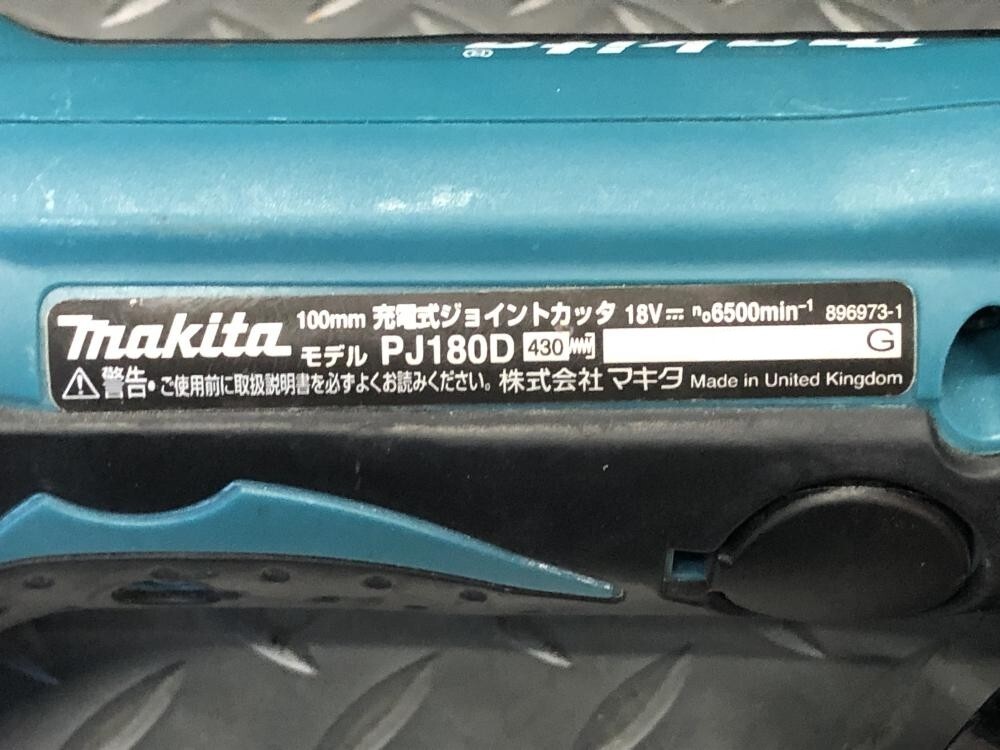 makita
makita 100mm 充電式ジョイントカッタ 18V⎓ n₀6500min⁻¹ 896973-1
モデル PJ180D 430 G
警告・ご使用前に取扱説明書を必ずよくお読みください。 株式会社マキタ Made in United Kingdom